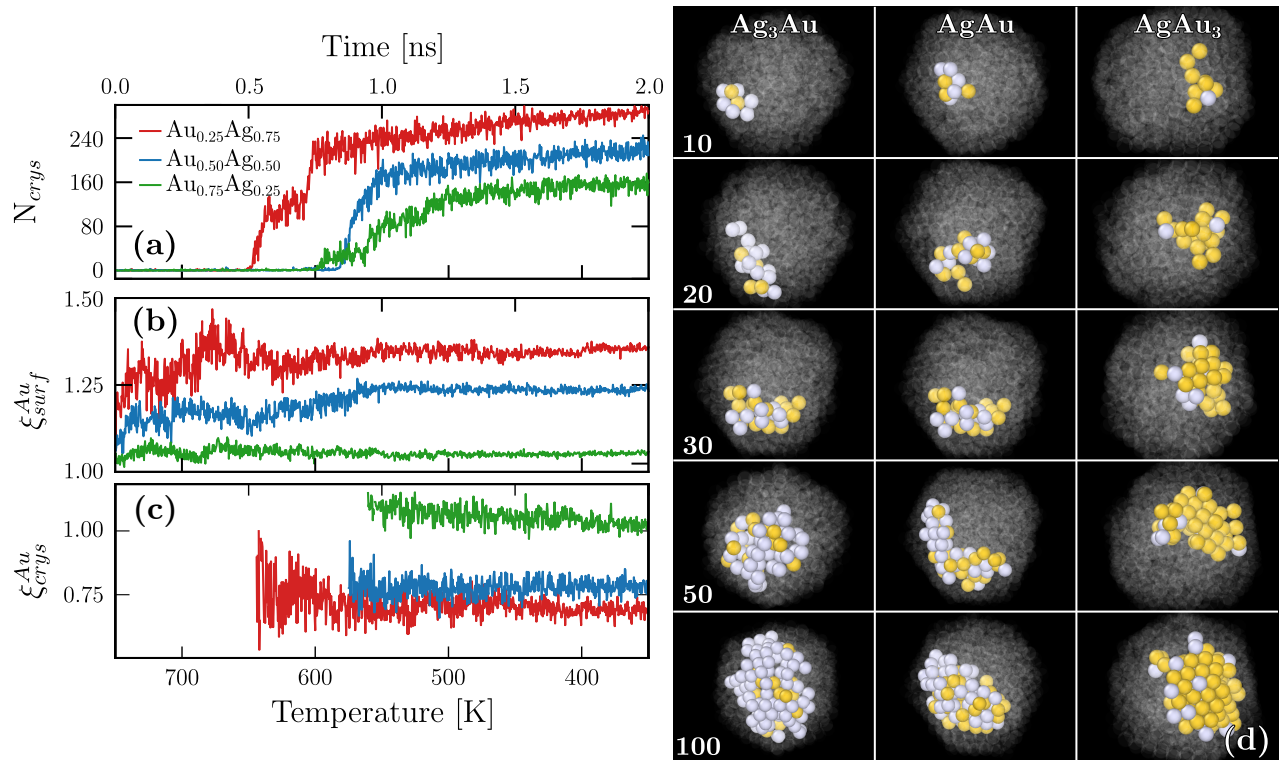 Time [ns]
0.0 0.5 1.0 1.5 2.0
N_crys
240
160
80
0
Au0.25Ag0.75
Au0.50Ag0.50
Au0.75Ag0.25
(a)
ξ^Au_surf
1.50
1.25
1.00
(b)
ξ^Au_crys
1.00
0.75
(c)
700 600 500 400
Temperature [K]
Ag3Au AgAu AgAu3
10
20
30
50
100
(d)